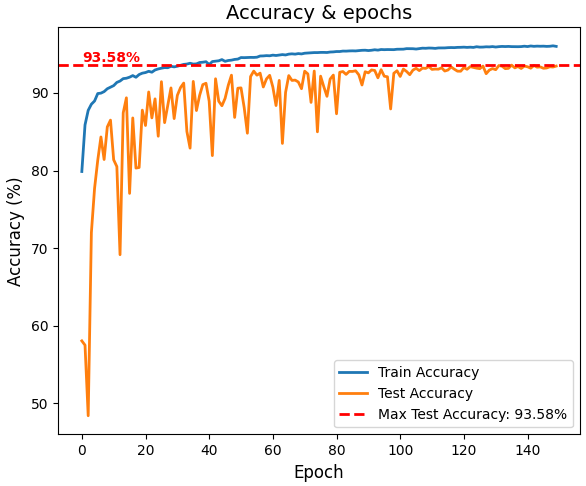 Accuracy & epochs
93.58%
90
80
70
60
50
Accuracy (%)
0 20 40 60 80 100 120 140
Epoch
Train Accuracy
Test Accuracy
Max Test Accuracy: 93.58%